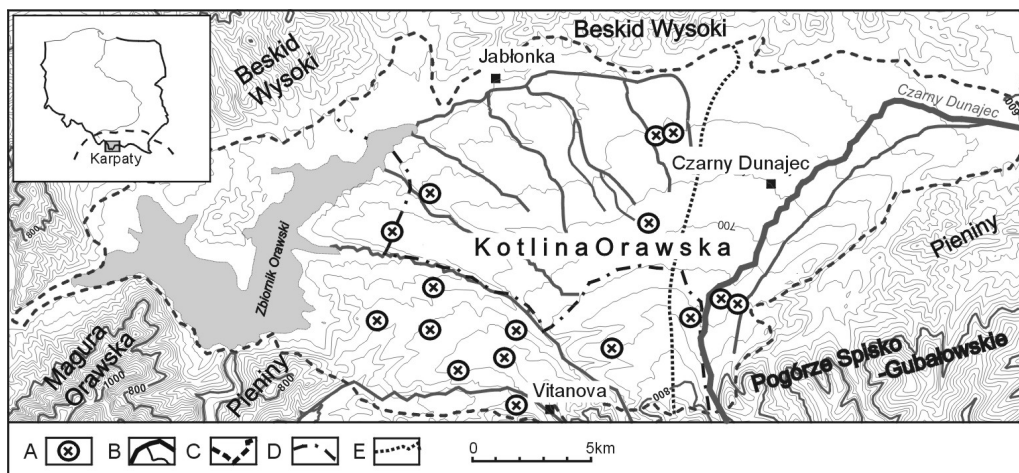 Karpaty
Beskid
Wysoki
Beskid Wysoki
Jabłonka
Czarny Dunajec
600
Czarny Dunajec
700
Kotlina Orawska
Pieniny
Zbiornik Orawski
800
Magura
Orawska
1000
800
Pieniny
800
Vitanova
800
Pogórze Spisko
-Gubałowskie
A B C D E
0 5km